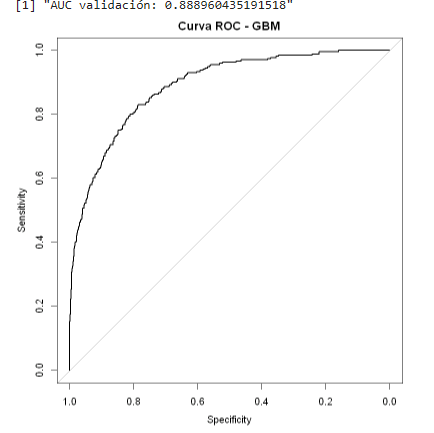 [1] "AUC validación: 0.888960435191518"
Curva ROC - GBM
1.0
0.8
0.6
0.4
0.2
0.0
Sensitivity
1.0 0.8 0.6 0.4 0.2 0.0
Specificity